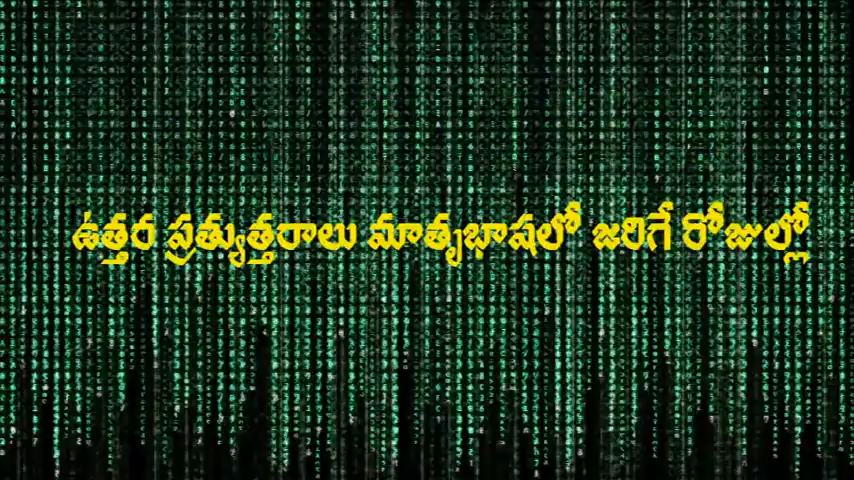 ఉత్తర ప్రత్యుత్తరాలు మాతృభాషలో జరిగే రోజుల్లో